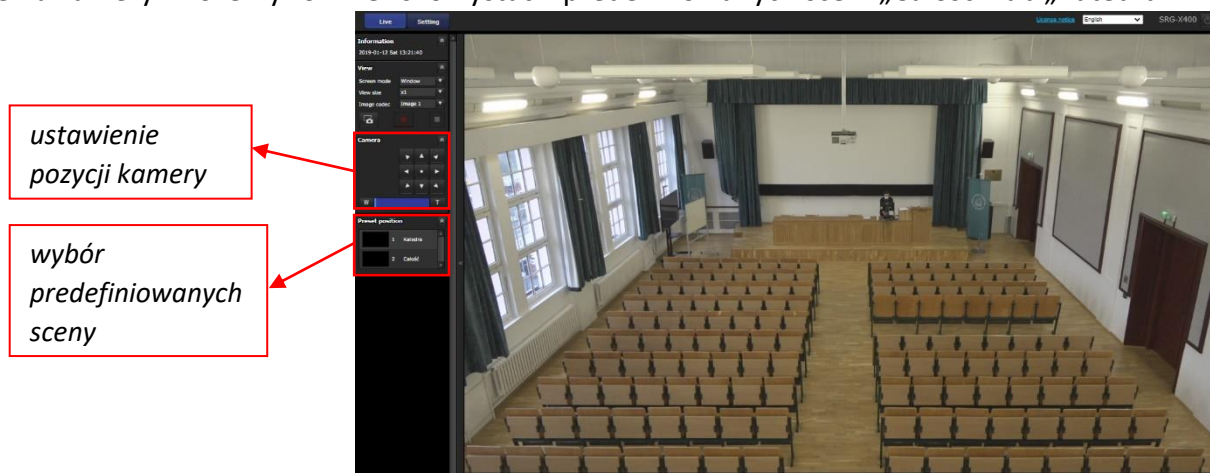 Live Setting
License notice English SRG-X400
Information
2019-01-12 Sat 13:21:40
View
Screen mode Window
View size x1
Image codec Image 1
Camera
W T
Preset position
1 Katedra
2 Całość
ustawienie
pozycji kamery
wybór
predefiniowanych
sceny